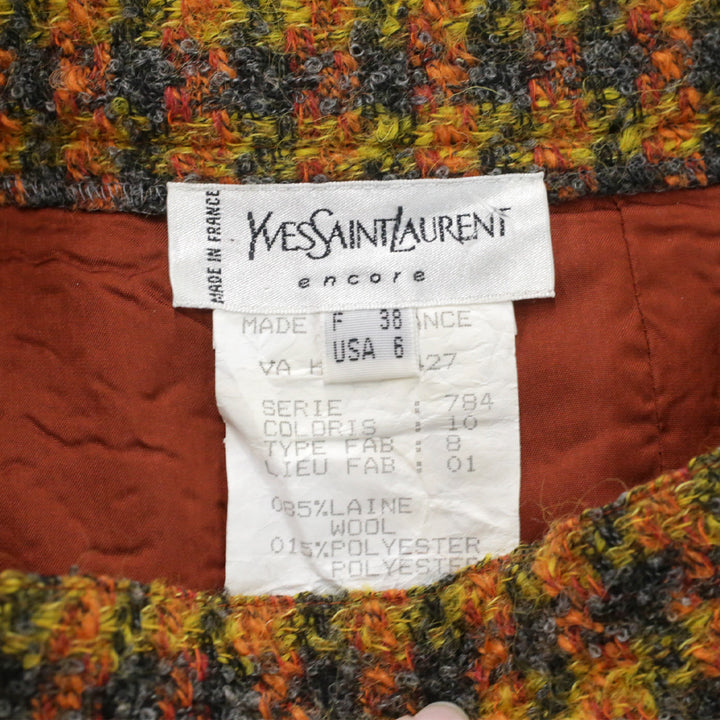 MADE IN FRANCE
YVESSAINTLAURENT
encore
F 38
USA 6
MADE NCE
VA H 427
SERIE : 784
COLORIS : 10
TYPE FAB : 8
LIEU FAB : 01
085%LAINE
WOOL
015%POLYESTER
POLYESTER